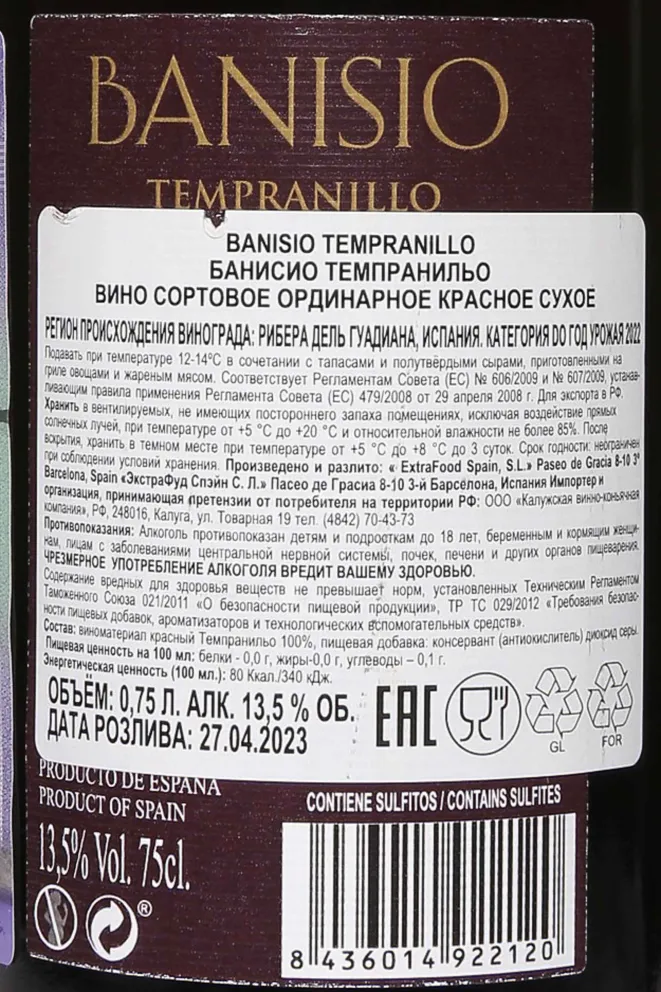 BANISIO
TEMPRANILLO
BANISIO TEMPRANILLO
БАНИСИО ТЕМПРАНИЛЬО
ВИНО СОРТОВОЕ ОРДИНАРНОЕ КРАСНОЕ СУХОЕ
РЕГИОН ПРОИСХОЖДЕНИЯ ВИНОГРАДА: РИБЕРА ДЕЛЬ ГУАДИАНА, ИСПАНИЯ. КАТЕГОРИЯ DO ГОД УРОЖАЯ 2022
Подавать при температуре 12-14°С в сочетании с тапасами и полутвёрдыми сырами, приготовленными на
гриле овощами и жареным мясом. Соответствует Регламентам Совета (ЕС) № 606/2009 и № 607/2009, устанав-
ливающим правила применения Регламента Совета (ЕС) 479/2008 от 29 апреля 2008 г. Для экспорта в РФ.
Хранить в вентилируемых, не имеющих постороннего запаха помещениях, исключая воздействие прямых
солнечных лучей, при температуре от +5 °С до +20 °С и относительной влажности не более 85%. После
вскрытия, хранить в темном месте при температуре от +5 °С до +8 °С до 3 суток. Срок годности: неограничен
при соблюдении условий хранения. Произведено и разлито: « ExtraFood Spain, S.L.» Paseo de Gracia 8-10 3ª
Barcelona, Spain «ЭкстраФуд Спэйн С. Л.» Пасео де Грасиа 8-10 3-й Барселона, Испания Импортер и
организация, принимающая претензии от потребителя на территории РФ: ООО «Калужская винно-коньячная
компания», РФ, 248016, Калуга, ул. Товарная 19 тел. (4842) 70-43-73
Противопоказания: Алкоголь противопоказан детям и подросткам до 18 лет, беременным и кормящим женщи-
нам, лицам с заболеваниями центральной нервной системы, почек, печени и других органов пищеварения.
ЧРЕЗМЕРНОЕ УПОТРЕБЛЕНИЕ АЛКОГОЛЯ ВРЕДИТ ВАШЕМУ ЗДОРОВЬЮ.
Содержание вредных для здоровья веществ не превышает норм, установленных Техническим Регламентом
Таможенного Союза 021/2011 «О безопасности пищевой продукции», ТР ТС 029/2012 «Требования безопас-
ности пищевых добавок, ароматизаторов и технологических вспомогательных средств».
Состав: виноматериал красный Темпранильо 100%, пищевая добавка: консервант (антиокислитель) диоксид серы.
Пищевая ценность на 100 мл: белки - 0,0 г, жиры-0,0 г, углеводы – 0,1 г.
Энергетическая ценность (100 мл.): 80 Ккал./340 кДж.
ОБЪЁМ: 0,75 Л. АЛК. 13,5 % ОБ.
ДАТА РОЗЛИВА: 27.04.2023
EAC
GL
FOR
PRODUCTO DE ESPAÑA
PRODUCT OF SPAIN
13,5% Vol. 75cl.
®
CONTIENE SULFITOS / CONTAINS SULFITES
8 436014 922120